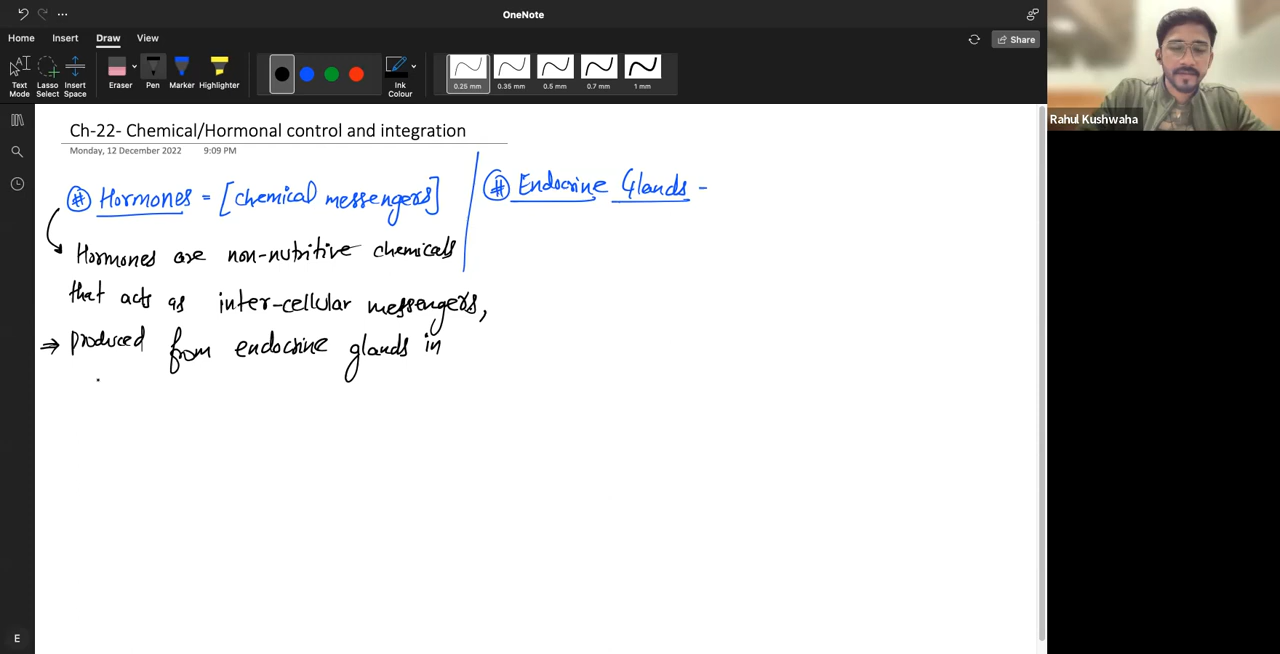 OneNote
Home Insert Draw View
Share
Text Mode
Lasso Select
Insert Space
Eraser
Pen
Marker
Highlighter
Ink Colour
0.25 mm
0.35 mm
0.5 mm
0.7 mm
1 mm
Rahul Kushwaha
Ch-22- Chemical/Hormonal control and integration
Monday, 12 December 2022 9:09 PM
# Hormones = [chemical messengers]
# Endocrine Glands -
Hormones are non-nutritive chemicals
that acts as inter-cellular messengers,
⇒ produced from endocrine glands in
E